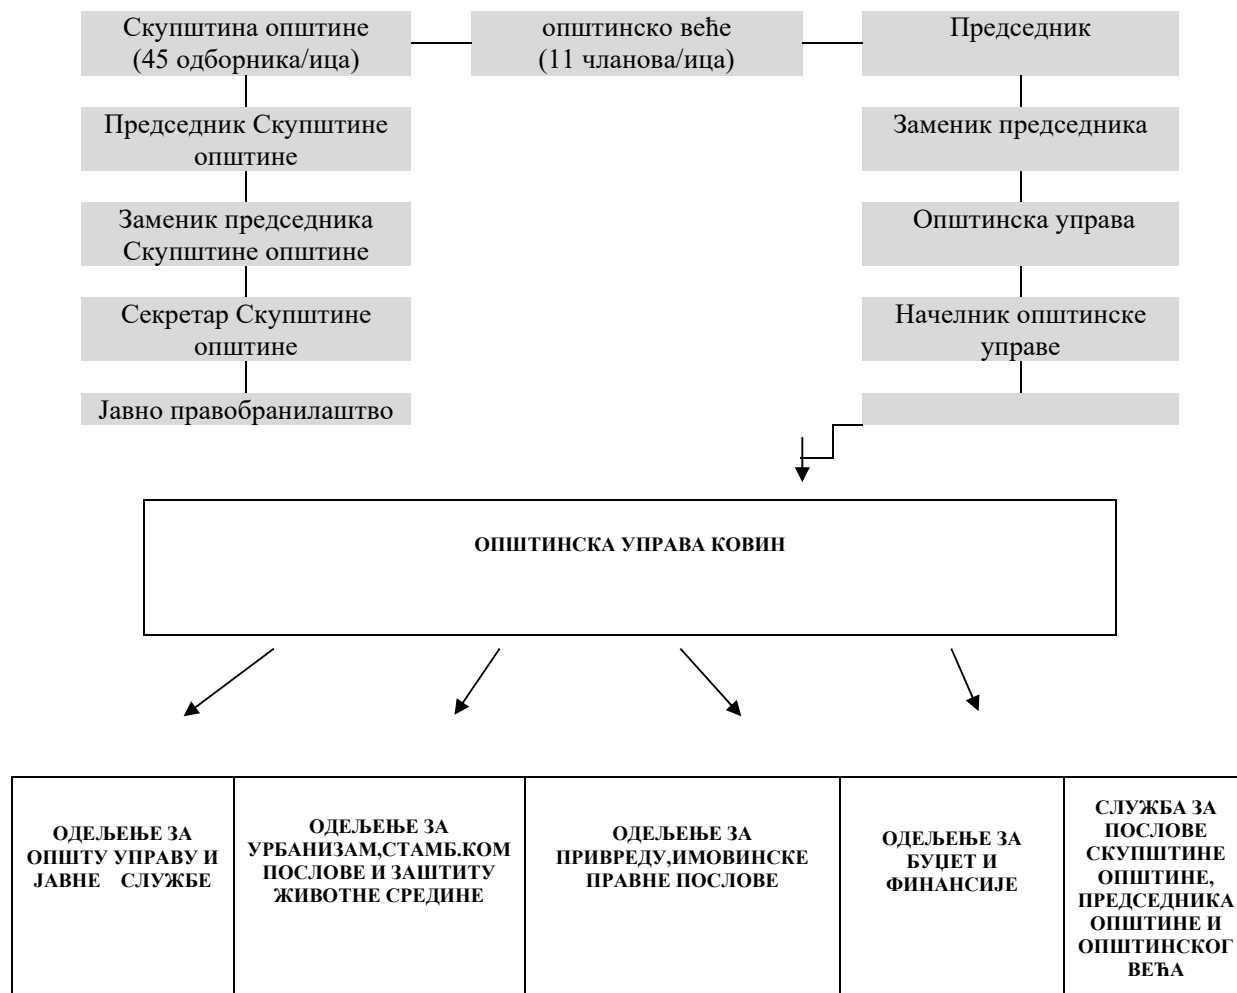 Скупштина општине
(45 одборника/ица)
општинско веће
(11 чланова/ица)
Председник
Председник Скупштине
општине
Заменик председника
Заменик председника
Скупштине општине
Општинска управа
Секретар Скупштине
општине
Начелник општинске
управе
Јавно правобранилаштво
ОПШТИНСКА УПРАВА КОВИН
ОДЕЉЕЊЕ ЗА
ОПШТУ УПРАВУ И
ЈАВНЕ СЛУЖБЕ
ОДЕЉЕЊЕ ЗА
УРБАНИЗАМ,СТАМБ.КОМ
ПОСЛОВЕ И ЗАШТИТУ
ЖИВОТНЕ СРЕДИНЕ
ОДЕЉЕЊЕ ЗА
ПРИВРЕДУ,ИМОВИНСКЕ
ПРАВНЕ ПОСЛОВЕ
ОДЕЉЕЊЕ ЗА
БУЏЕТ И
ФИНАНСИЈЕ
СЛУЖБА ЗА
ПОСЛОВЕ
СКУПШТИНЕ
ОПШТИНЕ,
ПРЕДСЕДНИКА
ОПШТИНЕ И
ОПШТИНСКОГ
ВЕЋА